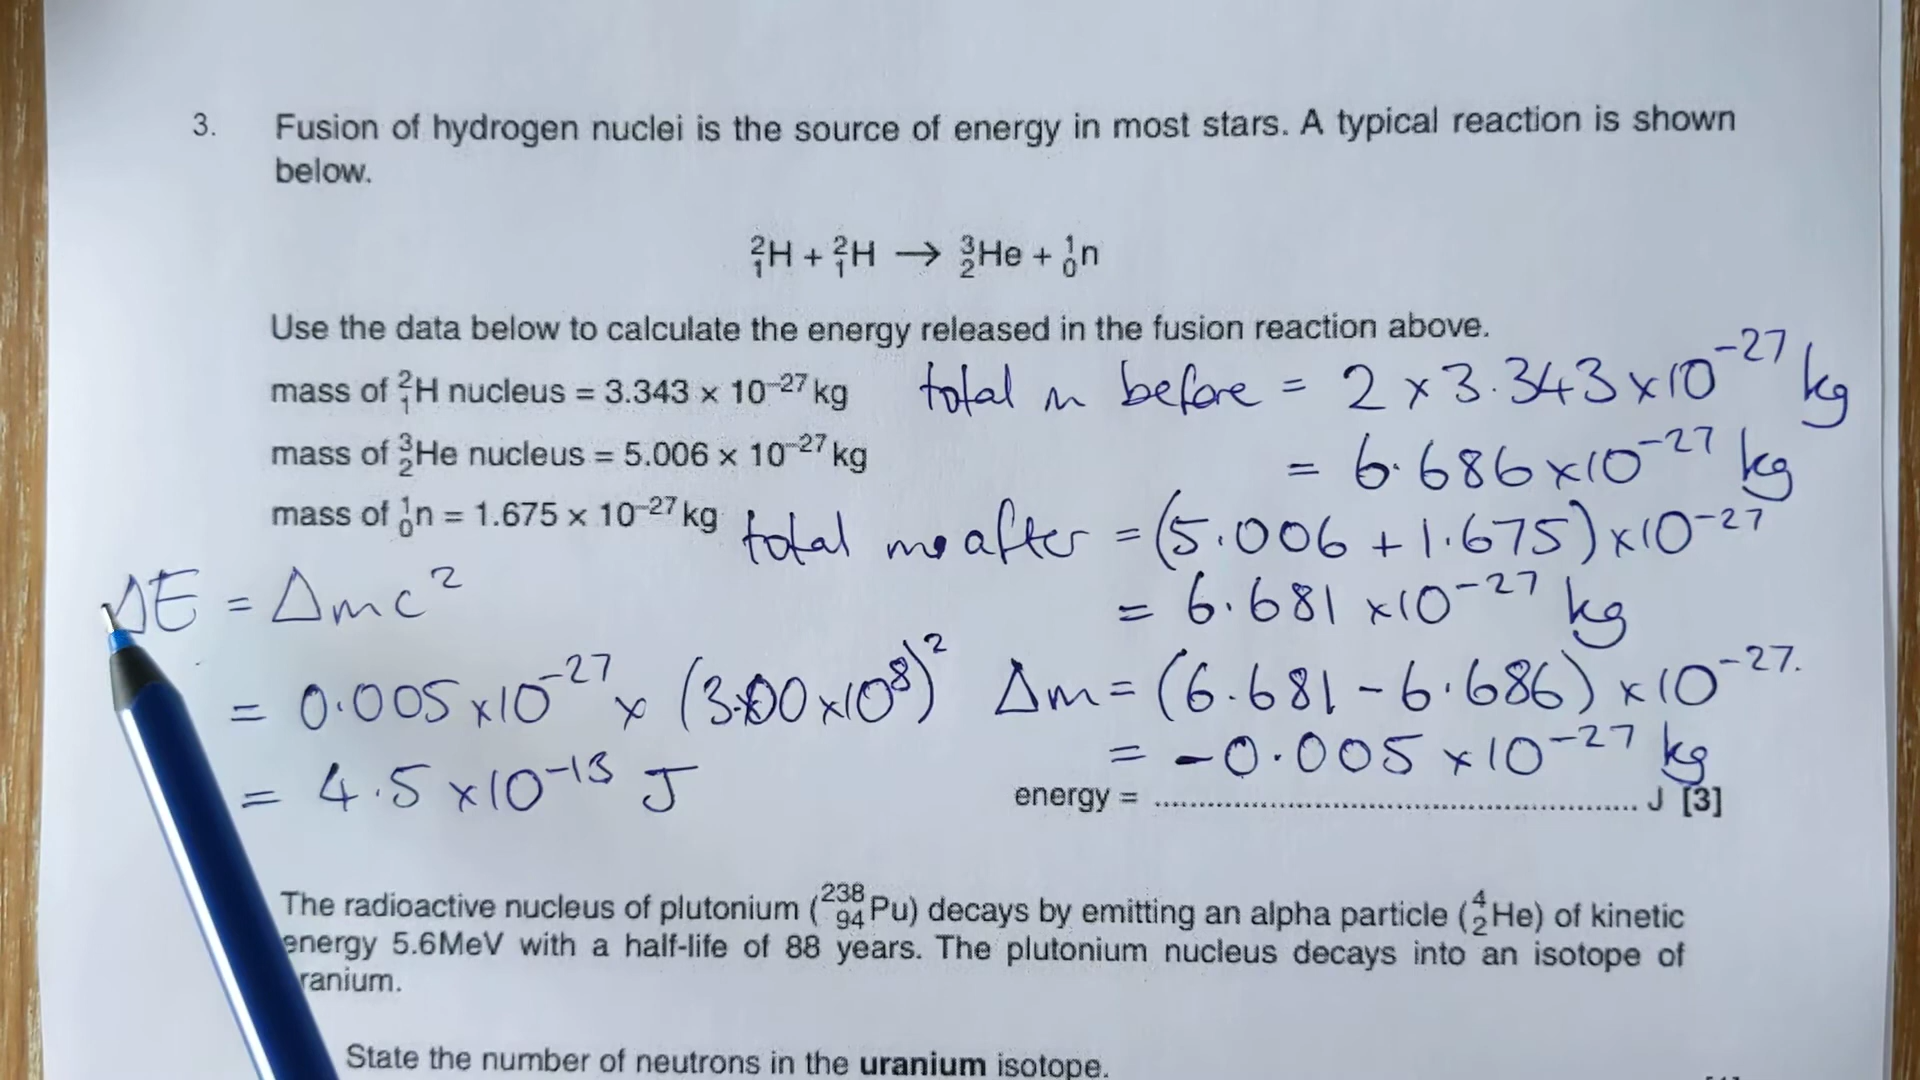 3. Fusion of hydrogen nuclei is the source of energy in most stars. A typical reaction is shown
below.
²₁H + ²₁H → ³₂He + ¹₀n
Use the data below to calculate the energy released in the fusion reaction above.
mass of ²₁H nucleus = 3.343 × 10⁻²⁷ kg
total m before = 2 × 3.343 × 10⁻²⁷ kg
mass of ³₂He nucleus = 5.006 × 10⁻²⁷ kg
= 6.686 × 10⁻²⁷ kg
mass of ¹₀n = 1.675 × 10⁻²⁷ kg
total m after = (5.006 + 1.675) × 10⁻²⁷
= 6.681 × 10⁻²⁷ kg
ΔE = Δmc²
= 0.005 × 10⁻²⁷ × (3.00 × 10⁸)²
= 4.5 × 10⁻¹³ J
Δm = (6.681 - 6.686) × 10⁻²⁷.
= -0.005 × 10⁻²⁷ kg
energy = ................................................ J [3]
The radioactive nucleus of plutonium (²³⁸₉₄Pu) decays by emitting an alpha particle (⁴₂He) of kinetic
energy 5.6MeV with a half-life of 88 years. The plutonium nucleus decays into an isotope of
ranium.
State the number of neutrons in the uranium isotope.